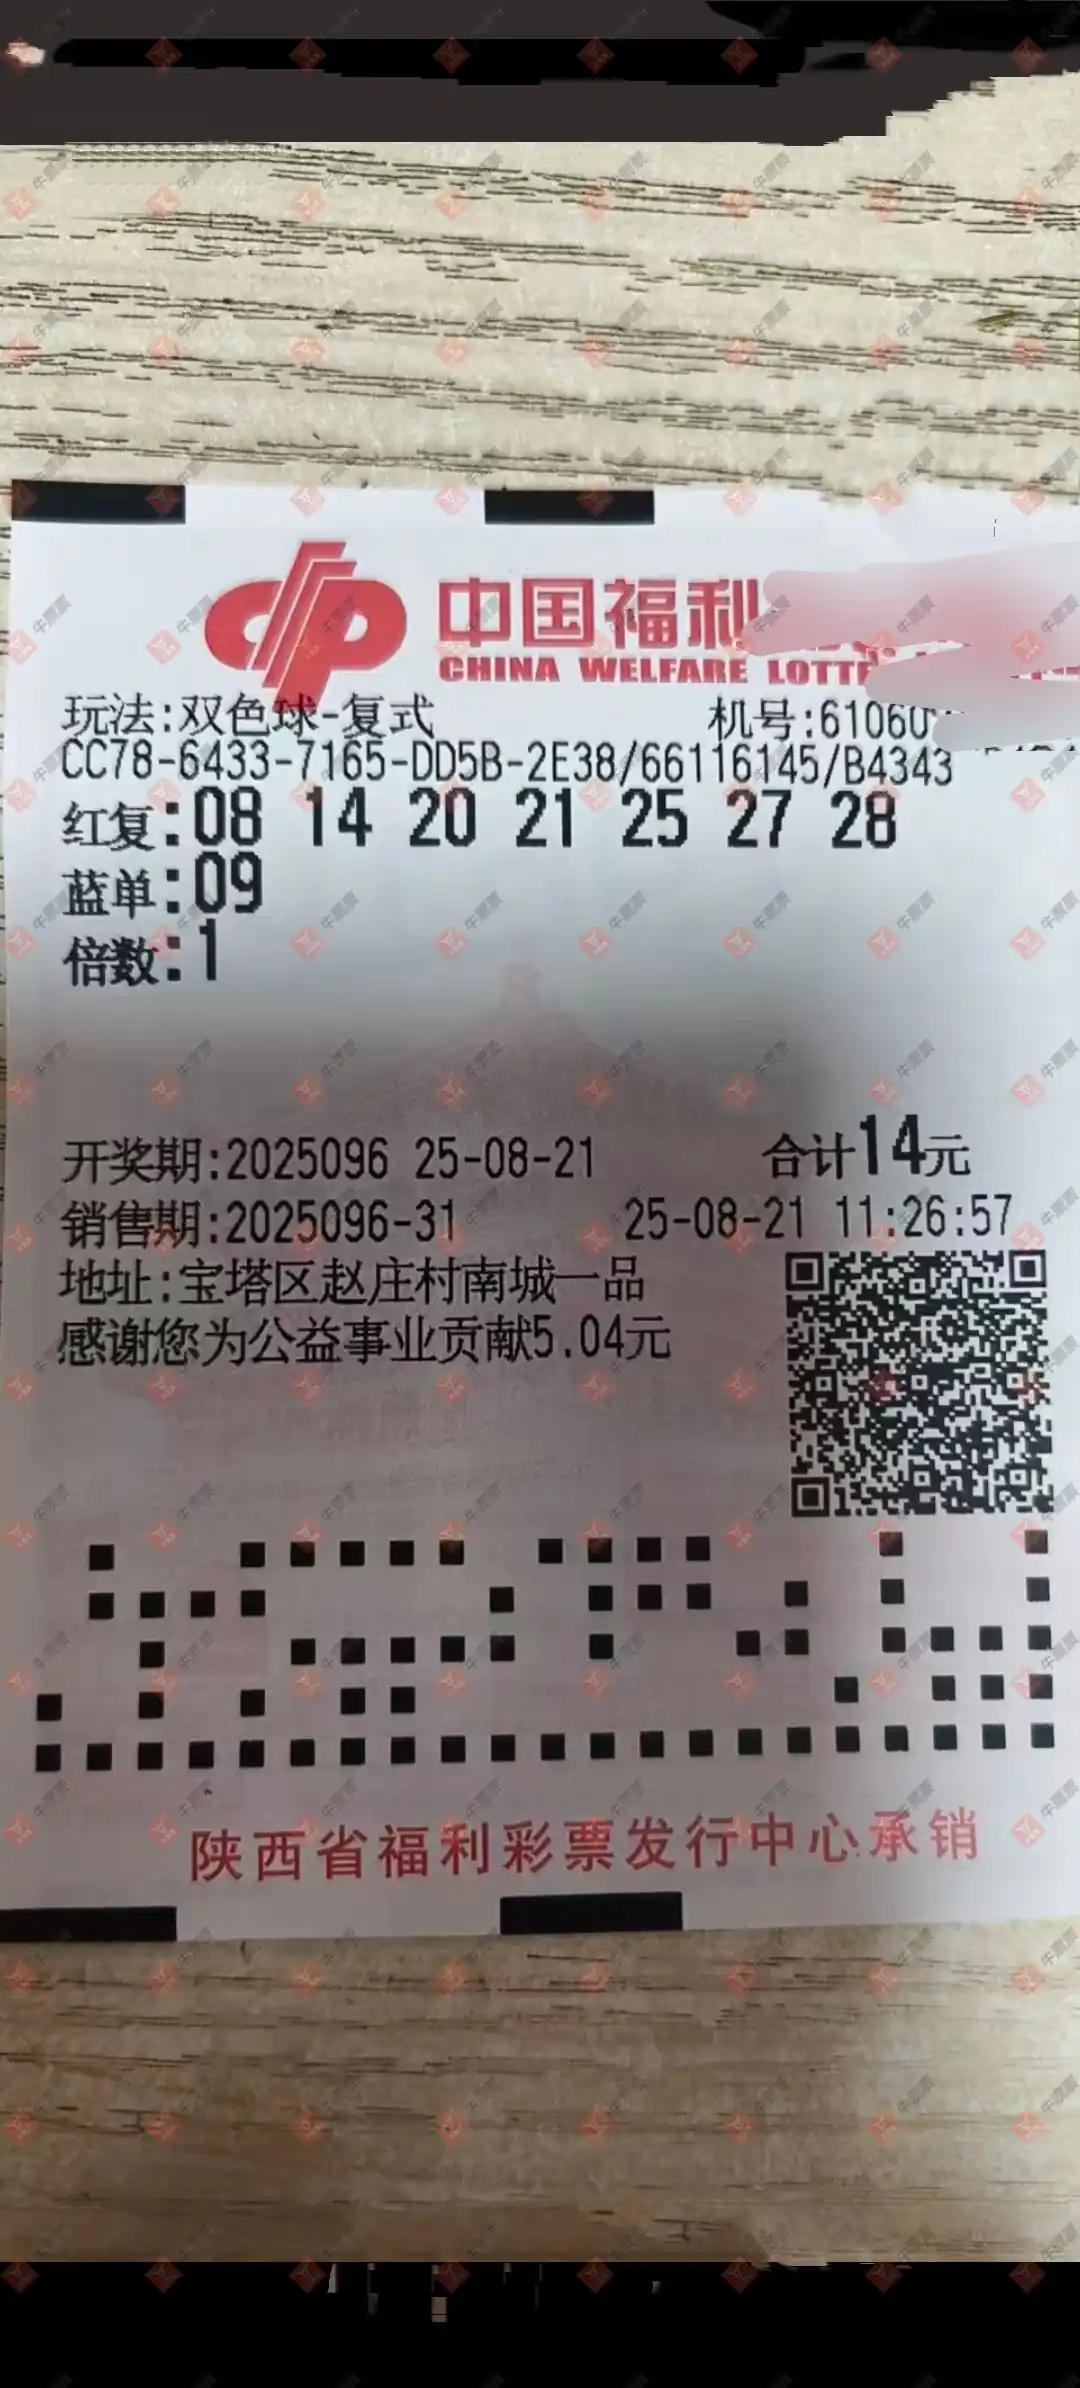 中国福利
CHINA WELFARE LOTTE
玩法:双色球-复式 机号:61060
CC78-6433-7165-DD5B-2E38/66116145/B4343
红复:08 14 20 21 25 27 28
蓝单:09
倍数:1
开奖期:2025096 25-08-21 合计14元
销售期:2025096-31 25-08-21 11:26:57
地址:宝塔区赵庄村南城一品
感谢您为公益事业贡献5.04元
陕西省福利彩票发行中心承销